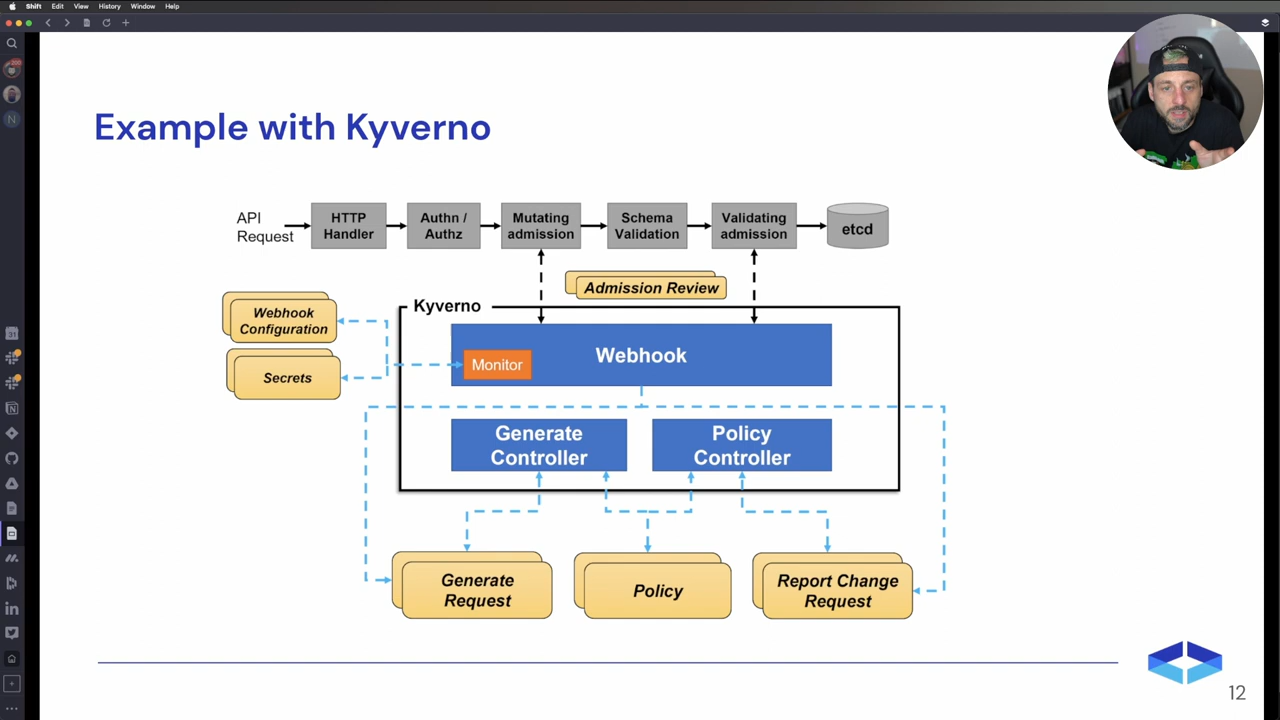 Shift Edit View History Window Help
Example with Kyverno
API
Request
HTTP
Handler
Authn /
Authz
Mutating
admission
Schema
Validation
Validating
admission
etcd
Admission Review
Kyverno
Webhook
Configuration
Secrets
Monitor
Webhook
Generate
Controller
Policy
Controller
Generate
Request
Policy
Report Change
Request
12